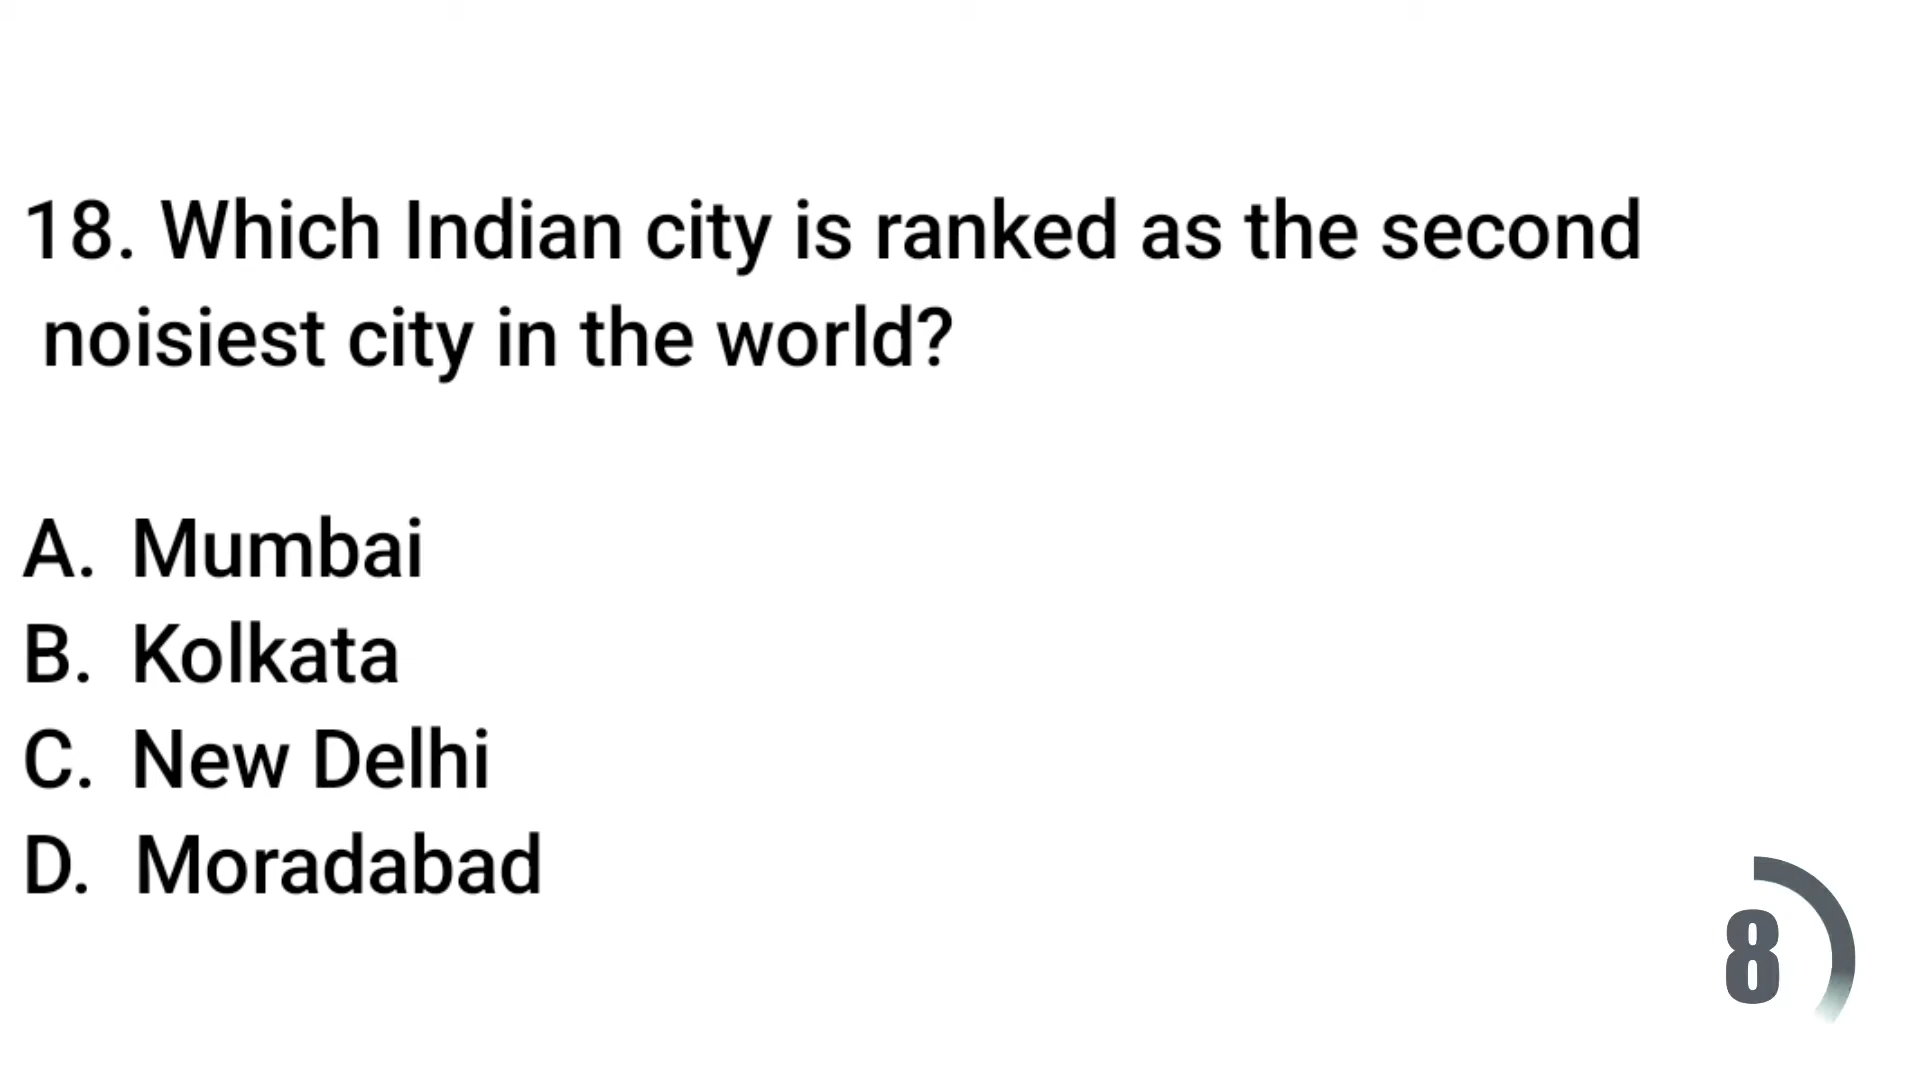 18. Which Indian city is ranked as the second
noisiest city in the world?
A. Mumbai
B. Kolkata
C. New Delhi
D. Moradabad
8